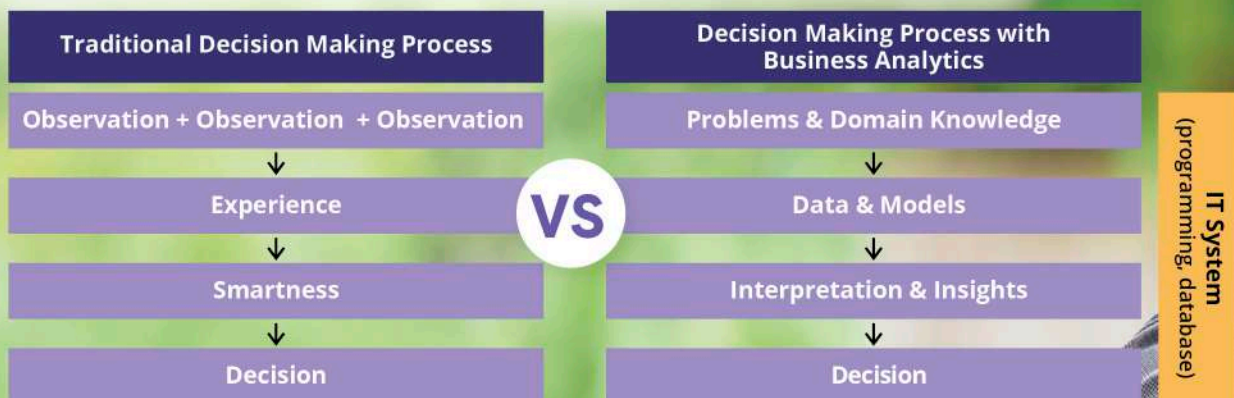 Traditional Decision Making Process
Observation + Observation + Observation
Experience
Smartness
Decision
VS
Decision Making Process with
Business Analytics
Problems & Domain Knowledge
Data & Models
Interpretation & Insights
Decision
IT System
(programming, database)